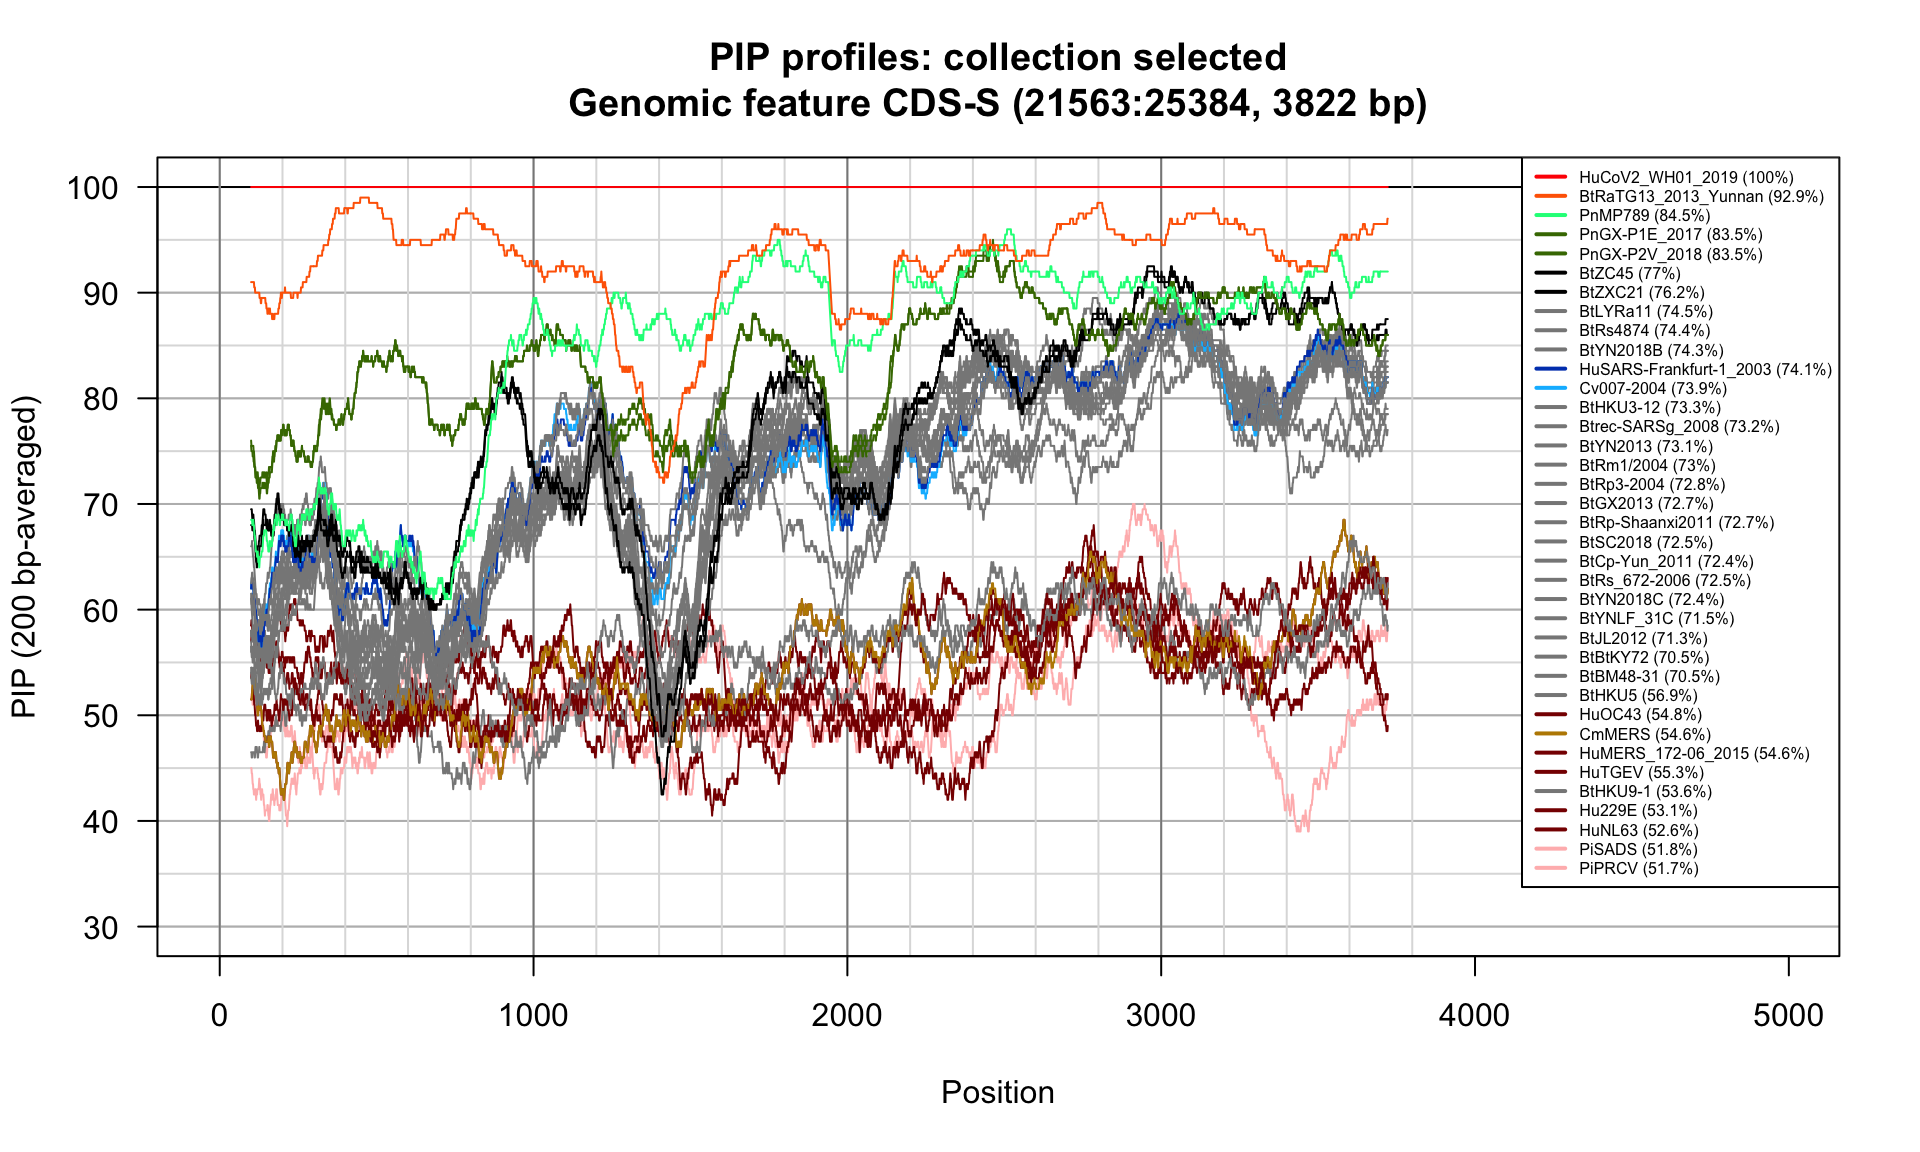 PIP profiles: collection selected
Genomic feature CDS-S (21563:25384, 3822 bp)
PIP (200 bp-averaged)
100
90
80
70
60
50
40
30
0
1000
2000
3000
4000
5000
Position
HuCoV2_WH01_2019 (100%)
BtRaTG13_2013_Yunnan (92.9%)
PnMP789 (84.5%)
PnGX-P1E_2017 (83.5%)
PnGX-P2V_2018 (83.5%)
BtZC45 (77%)
BtZXC21 (76.2%)
BtLYRa11 (74.5%)
BtRs4874 (74.4%)
BtYN2018B (74.3%)
HuSARS-Frankfurt-1_2003 (74.1%)
Cv007-2004 (73.9%)
BtHKU3-12 (73.3%)
Btrec-SARSg_2008 (73.2%)
BtYN2013 (73.1%)
BtRm1/2004 (73%)
BtRp3-2004 (72.8%)
BtGX2013 (72.7%)
BtRp-Shaanxi2011 (72.7%)
BtSC2018 (72.5%)
BtCp-Yun_2011 (72.4%)
BtRs_672-2006 (72.5%)
BtYN2018C (72.4%)
BtYNLF_31C (71.5%)
BtJL2012 (71.3%)
BtBtKY72 (70.5%)
BtBM48-31 (70.5%)
BtHKU5 (56.9%)
HuOC43 (54.8%)
CmMERS (54.6%)
HuMERS_172-06_2015 (54.6%)
HuTGEV (55.3%)
BtHKU9-1 (53.6%)
Hu229E (53.1%)
HuNL63 (52.6%)
PiSADS (51.8%)
PiPRCV (51.7%)